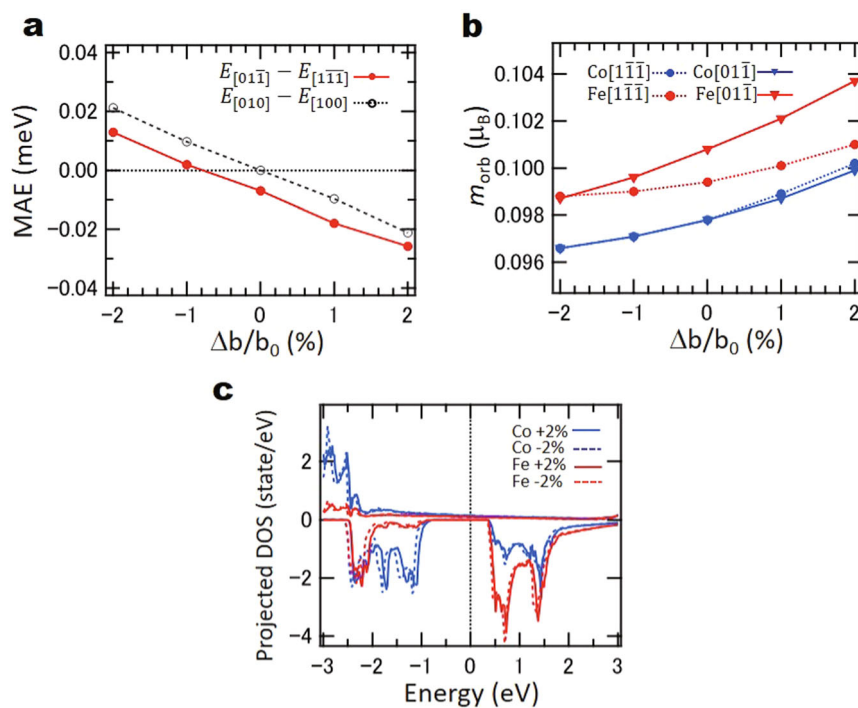 a
MAE (meV)
0.04
0.02
0.00
−0.02
−0.04
E[011̅] − E[11̅1̅]
E[010] − E[100]
-2 -1 0 1 2
Δb/b₀ (%)
b
m_orb (μ_B)
0.104
0.102
0.100
0.098
0.096
Co[11̅1̅] Co[011̅]
Fe[11̅1̅] Fe[011̅]
-2 -1 0 1 2
Δb/b₀ (%)
c
Projected DOS (state/eV)
2
0
−2
−4
Co +2%
Co -2%
Fe +2%
Fe -2%
−3 −2 −1 0 1 2 3
Energy (eV)